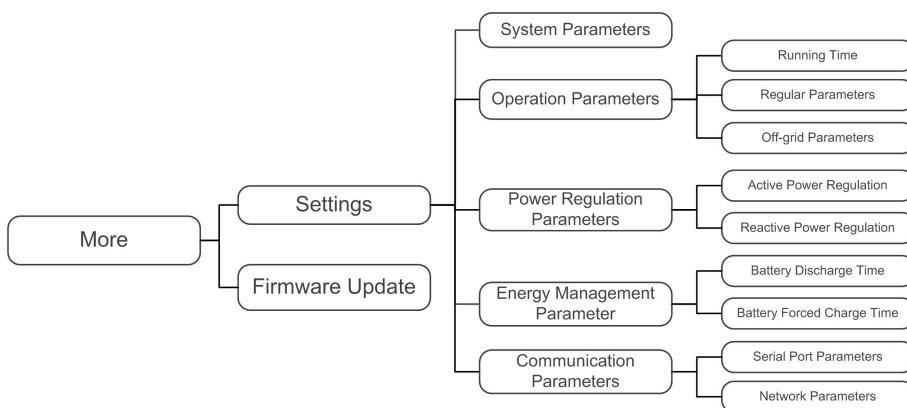 More
Settings
Firmware Update
System Parameters
Operation Parameters
Power Regulation
Parameters
Energy Management
Parameter
Communication
Parameters
Running Time
Regular Parameters
Off-grid Parameters
Active Power Regulation
Reactive Power Regulation
Battery Discharge Time
Battery Forced Charge Time
Serial Port Parameters
Network Parameters